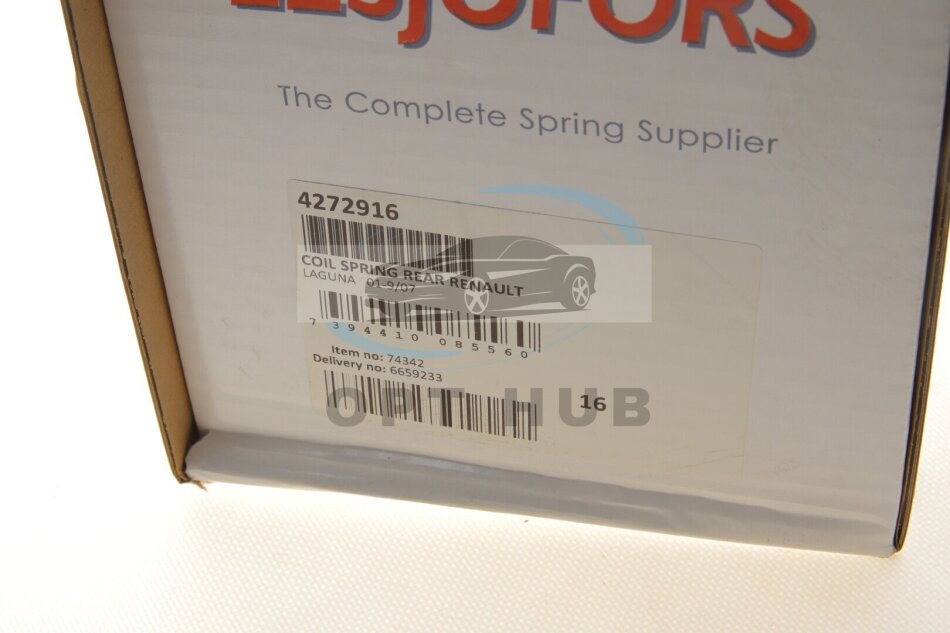 LESJÖFORS
The Complete Spring Supplier
4272916
COIL SPRING REAR RENAULT
LAGUNA 01-9/07
7 394410 085560
Item no: 74342
Delivery no: 6659233
16
OPT HUB